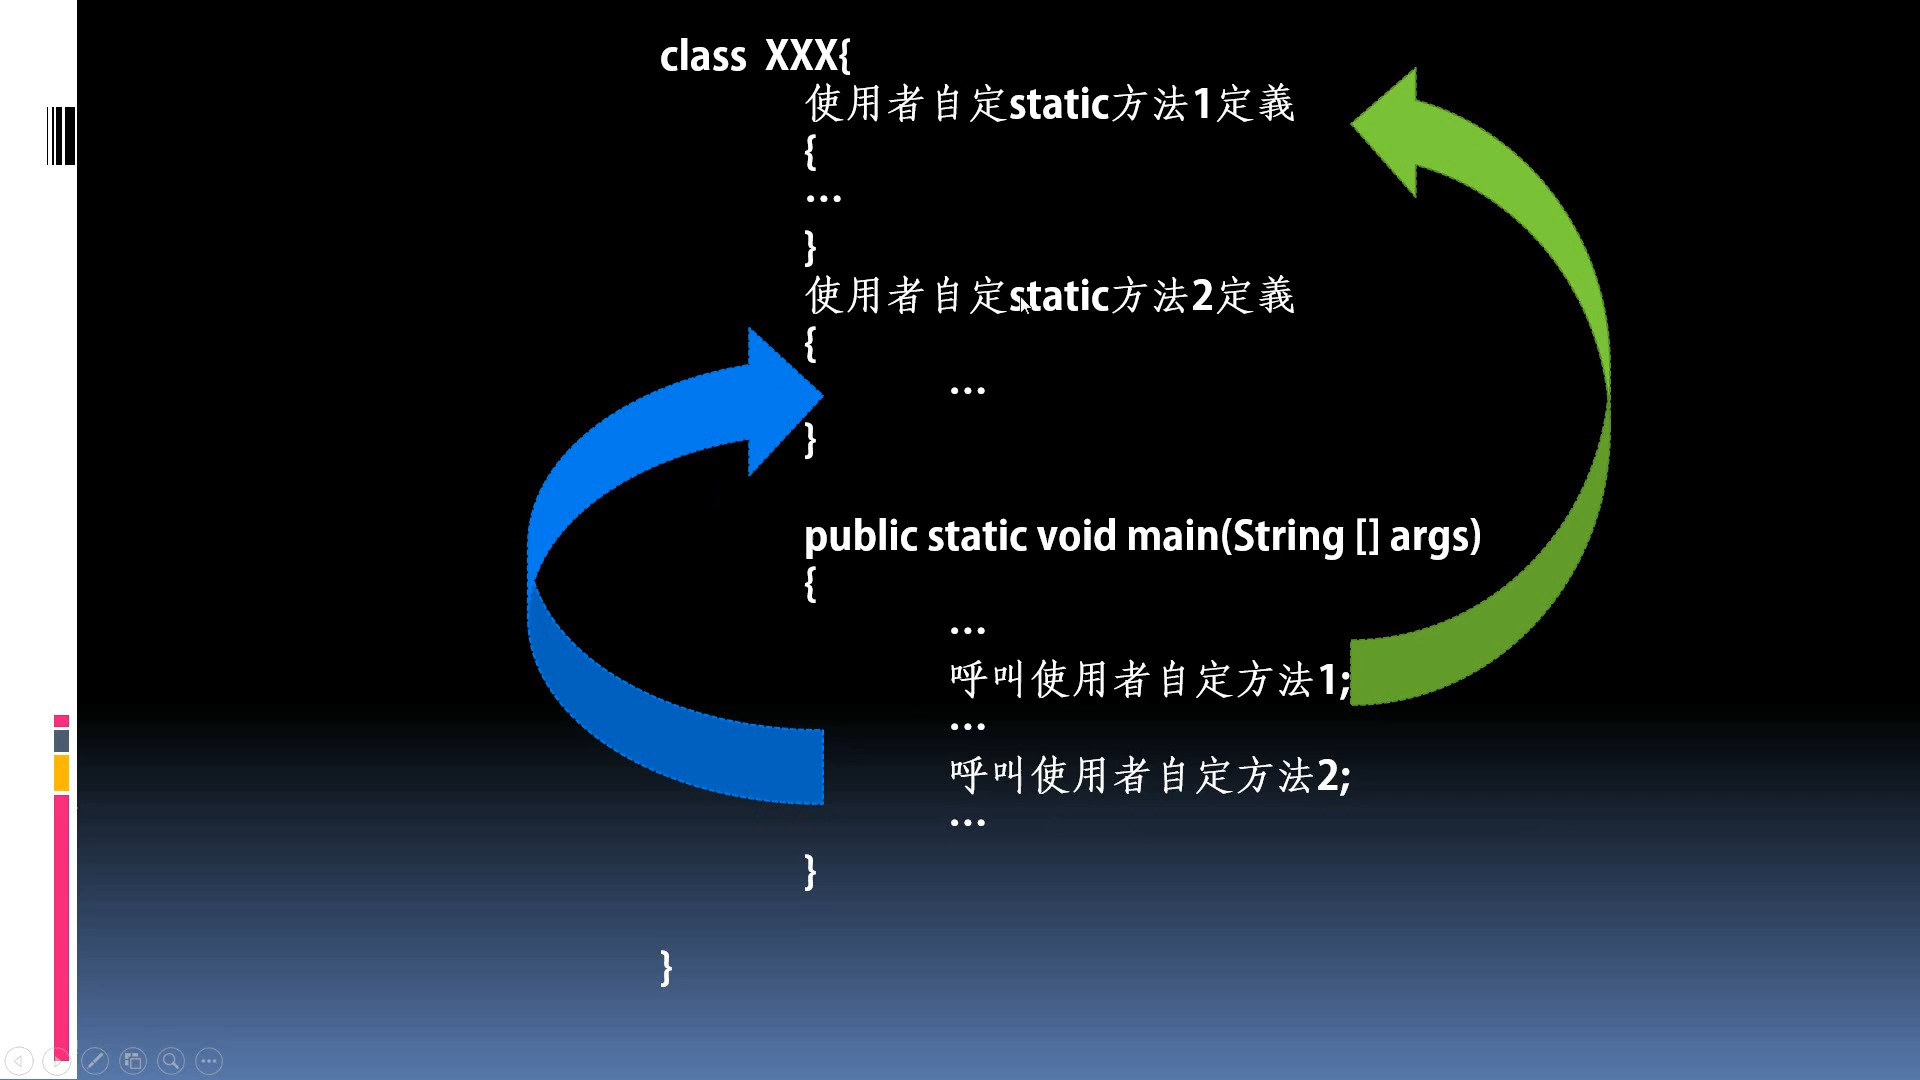 class XXX{
使用者自定static方法1定義
{
…
}
使用者自定static方法2定義
{
…
}
public static void main(String [] args)
{
…
呼叫使用者自定方法1;
…
呼叫使用者自定方法2;
…
}
}